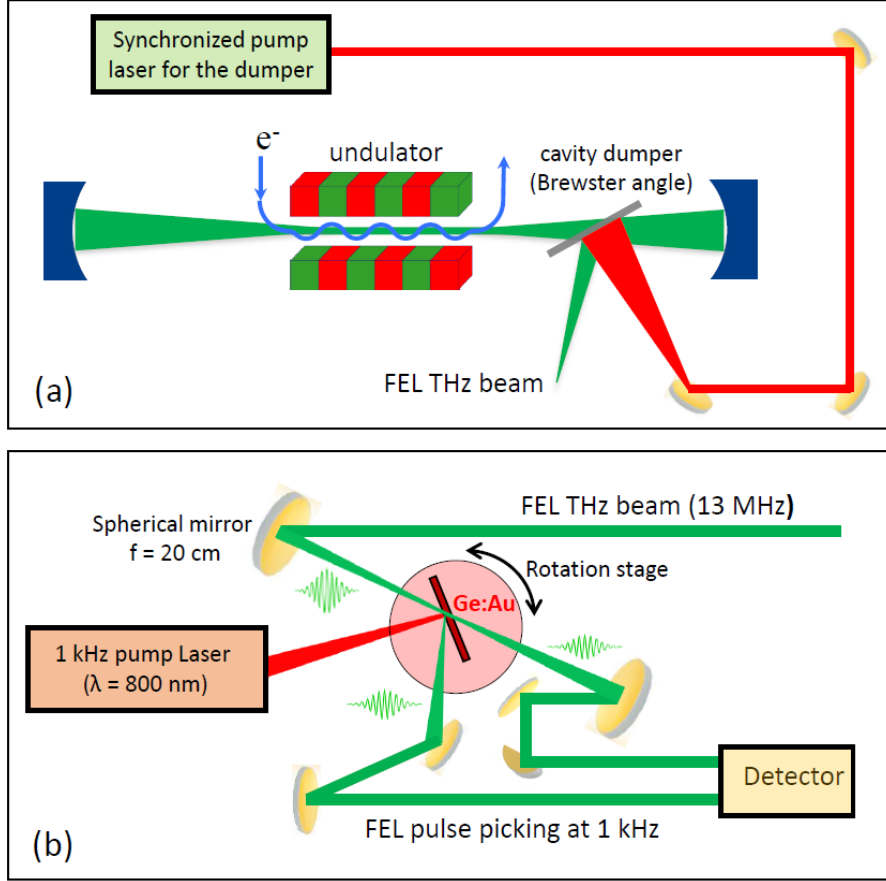 Synchronized pump
laser for the dumper
e-
undulator
cavity dumper
(Brewster angle)
FEL THz beam
(a)
FEL THz beam (13 MHz)
Spherical mirror
f = 20 cm
Rotation stage
Ge:Au
1 kHz pump Laser
(λ = 800 nm)
Detector
FEL pulse picking at 1 kHz
(b)